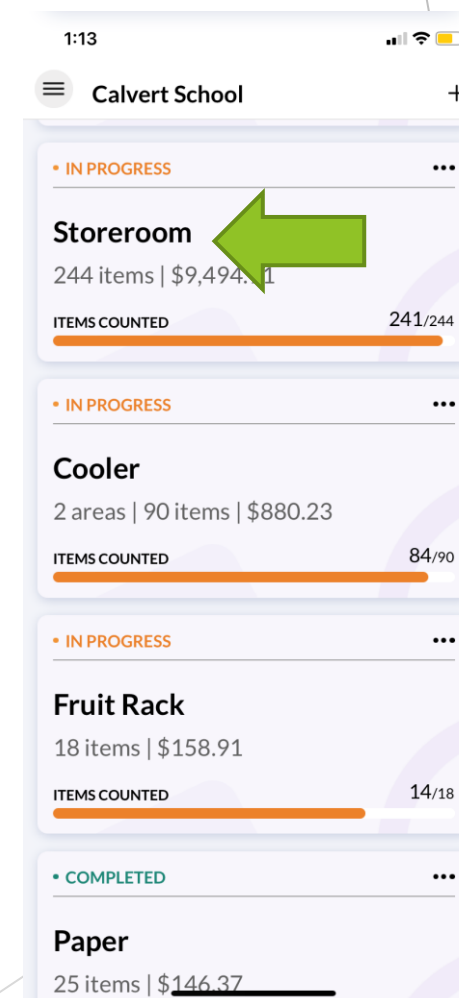 1:13
Calvert School
+
• IN PROGRESS
Storeroom
244 items |
ITEMS COUNTED
241/244
• IN PROGRESS
Cooler
2 areas | 90 items | $880.23
ITEMS COUNTED
84/90
• IN PROGRESS
Fruit Rack
18 items | $158.91
ITEMS COUNTED
14/18
• COMPLETED
Paper
25 items | $146.37